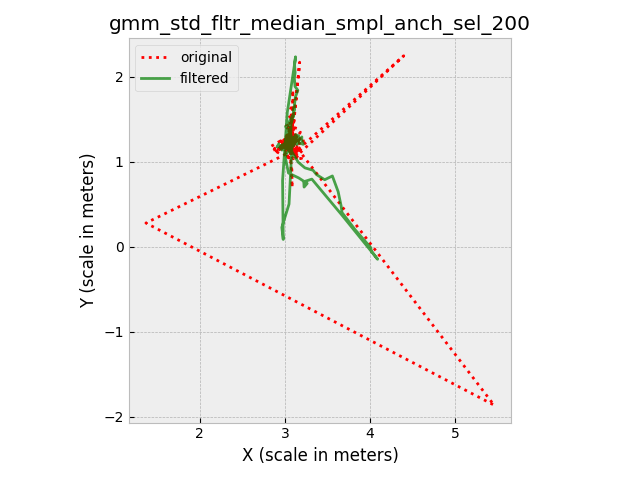 gmm_std_fltr_median_smpl_anch_sel_200
original
filtered
2
1
0
−1
−2
Y (scale in meters)
2 3 4 5
X (scale in meters)